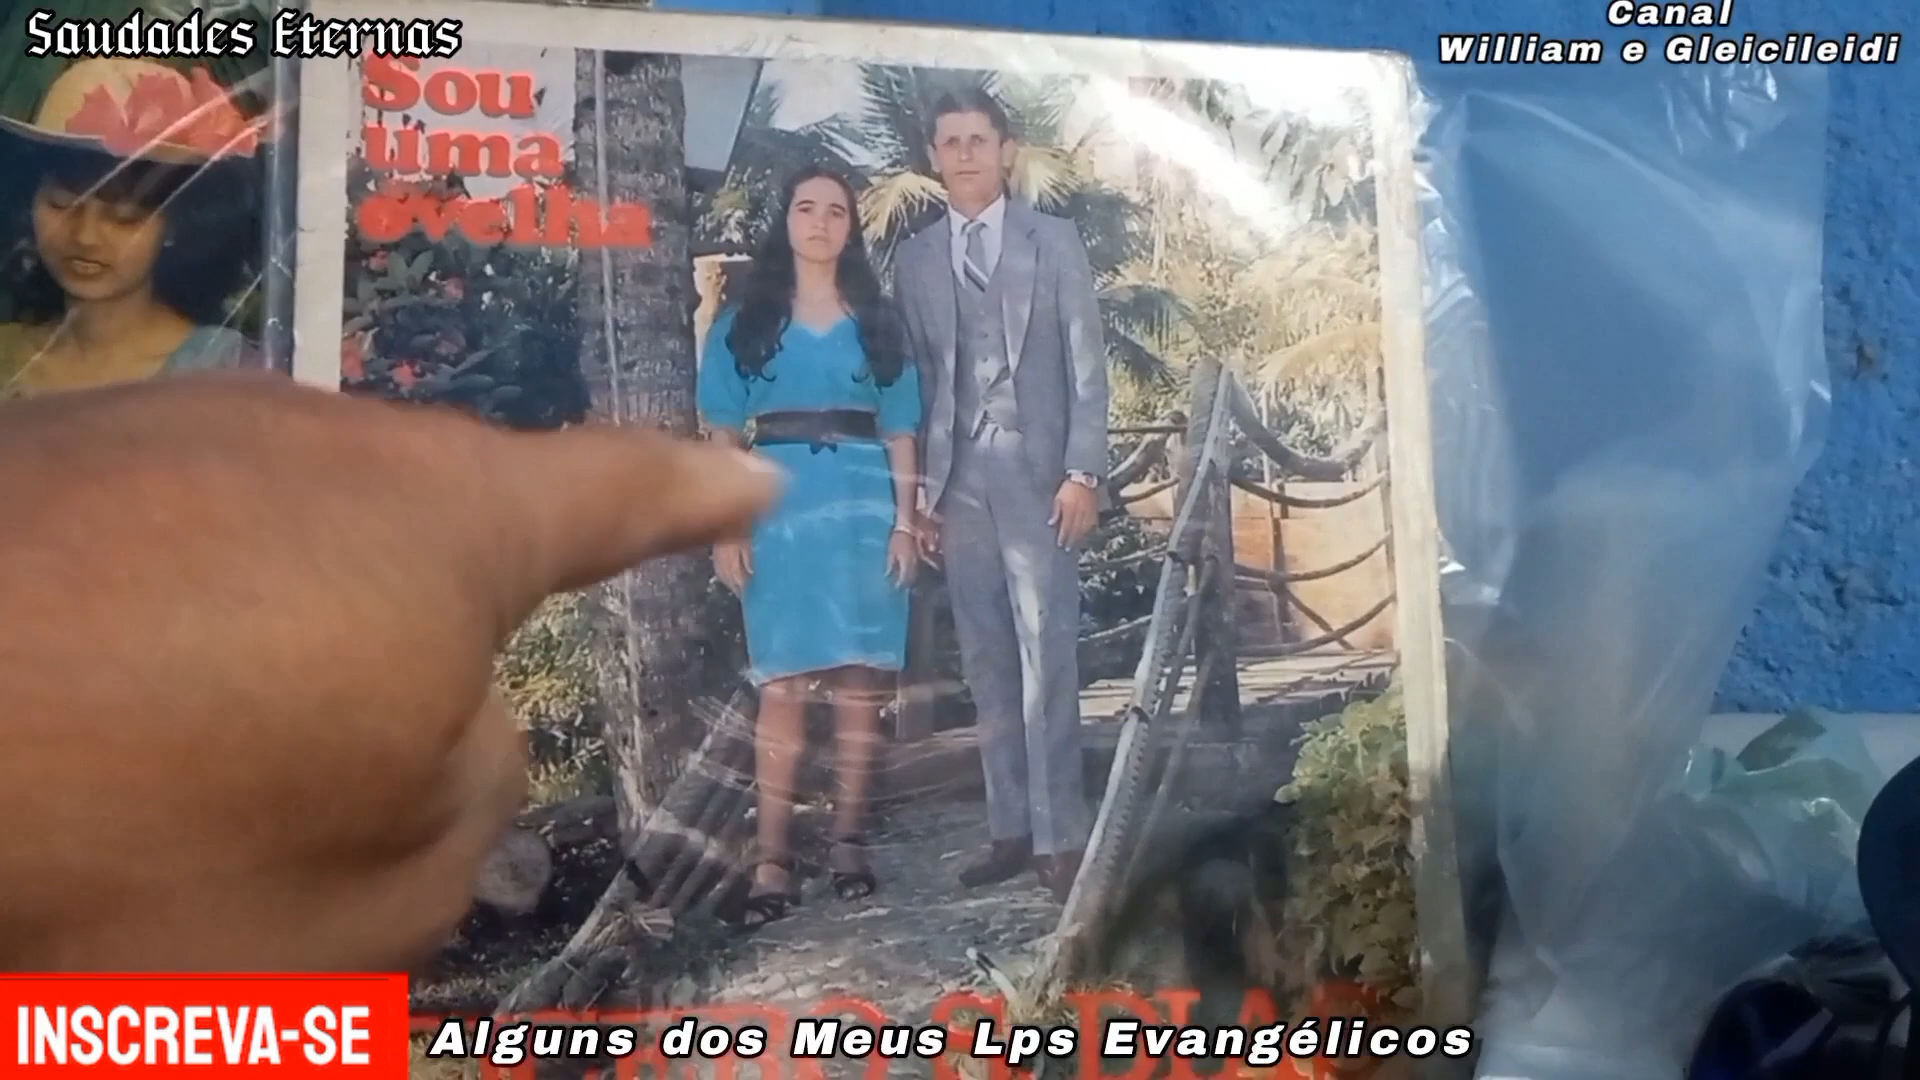 Saudades Eternas
Canal
William e Gleicileidi
Sou
uma
ovelha
INSCREVA-SE
Alguns dos Meus Lps Evangélicos